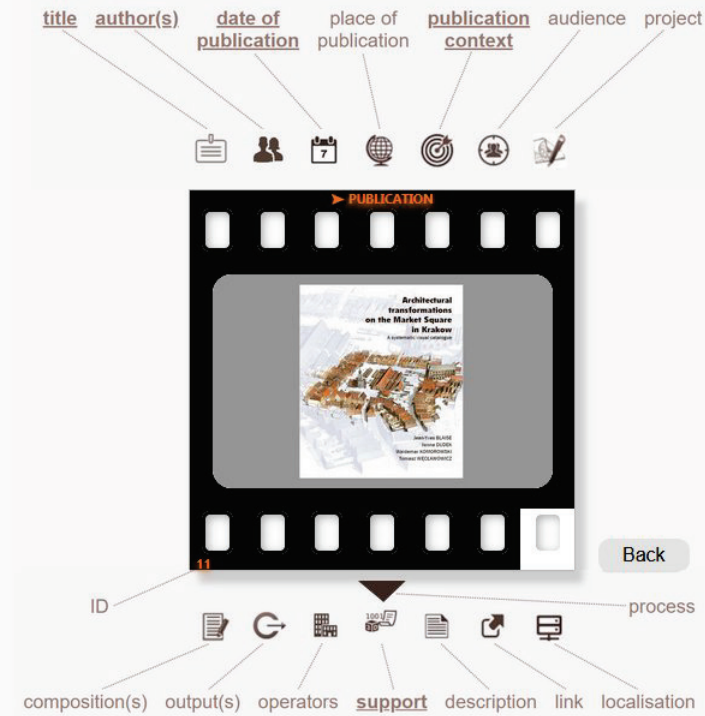 title author(s) date of publication place of publication publication context audience project
7
➤ PUBLICATION
Architectural
transformations
on the Market Square
in Krakow
A systematic visual catalogue
Jean-Yves BLAISE
Iwona DUDEK
Waldemar KOMOROWSKI
Tomasz WĘCŁAWOWICZ
11
Back
ID
process
1001
composition(s) output(s) operators support description link localisation